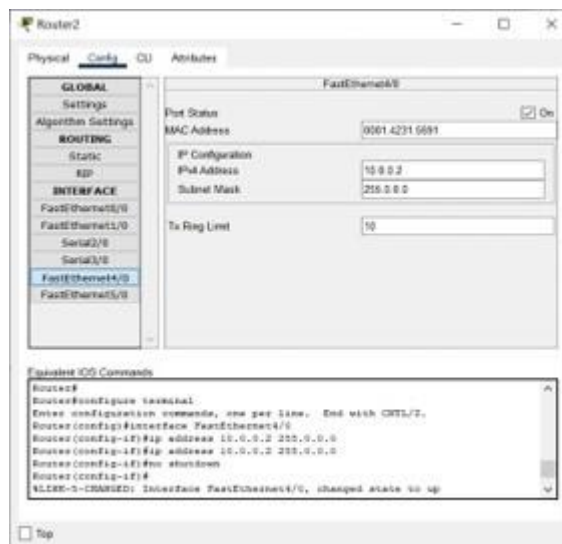 Router2
Physical Config CLI Attributes
GLOBAL
Settings
Algorithm Settings
ROUTING
Static
RIP
INTERFACE
FastEthernet0/0
FastEthernet1/0
Serial2/0
Serial3/0
FastEthernet4/0
FastEthernet5/0
FastEthernet4/0
Port Status On
MAC Address 0001.4231.5691
IP Configuration
IPv4 Address 10.0.0.2
Subnet Mask 255.0.0.0
Tx Ring Limit 10
Equivalent IOS Commands
Router#
Router#configure terminal
Enter configuration commands, one per line. End with CNTL/Z.
Router(config)#interface FastEthernet4/0
Router(config-if)#ip address 10.0.0.2 255.0.0.0
Router(config-if)#ip address 10.0.0.2 255.0.0.0
Router(config-if)#no shutdown
Router(config-if)#
%LINK-5-CHANGED: Interface FastEthernet4/0, changed state to up
Top